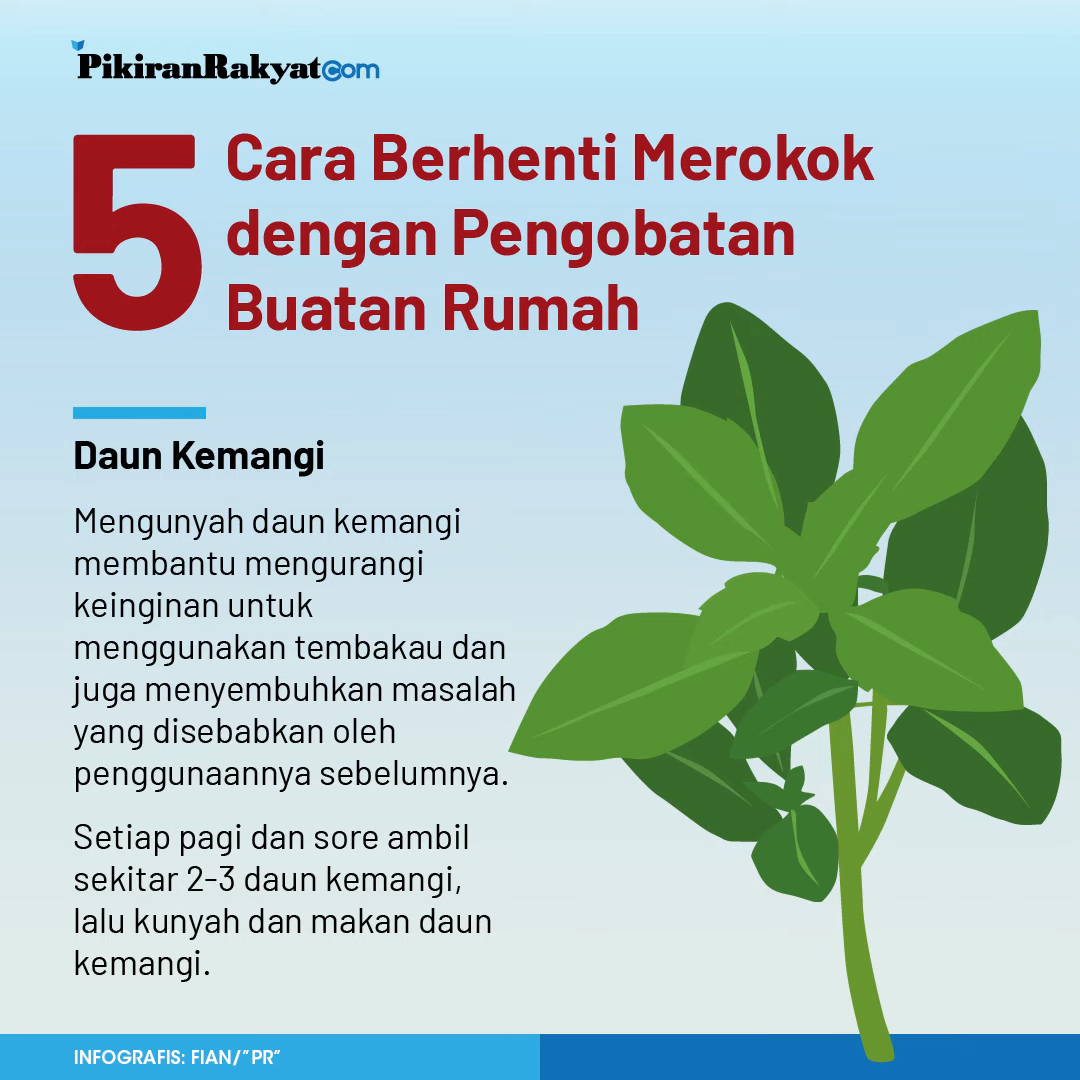 PikiranRakyat.com
5 Cara Berhenti Merokok
dengan Pengobatan
Buatan Rumah
Daun Kemangi
Mengunyah daun kemangi
membantu mengurangi
keinginan untuk
menggunakan tembakau dan
juga menyembuhkan masalah
yang disebabkan oleh
penggunaannya sebelumnya.
Setiap pagi dan sore ambil
sekitar 2-3 daun kemangi,
lalu kunyah dan makan daun
kemangi.
INFOGRAFIS: FIAN/"PR"